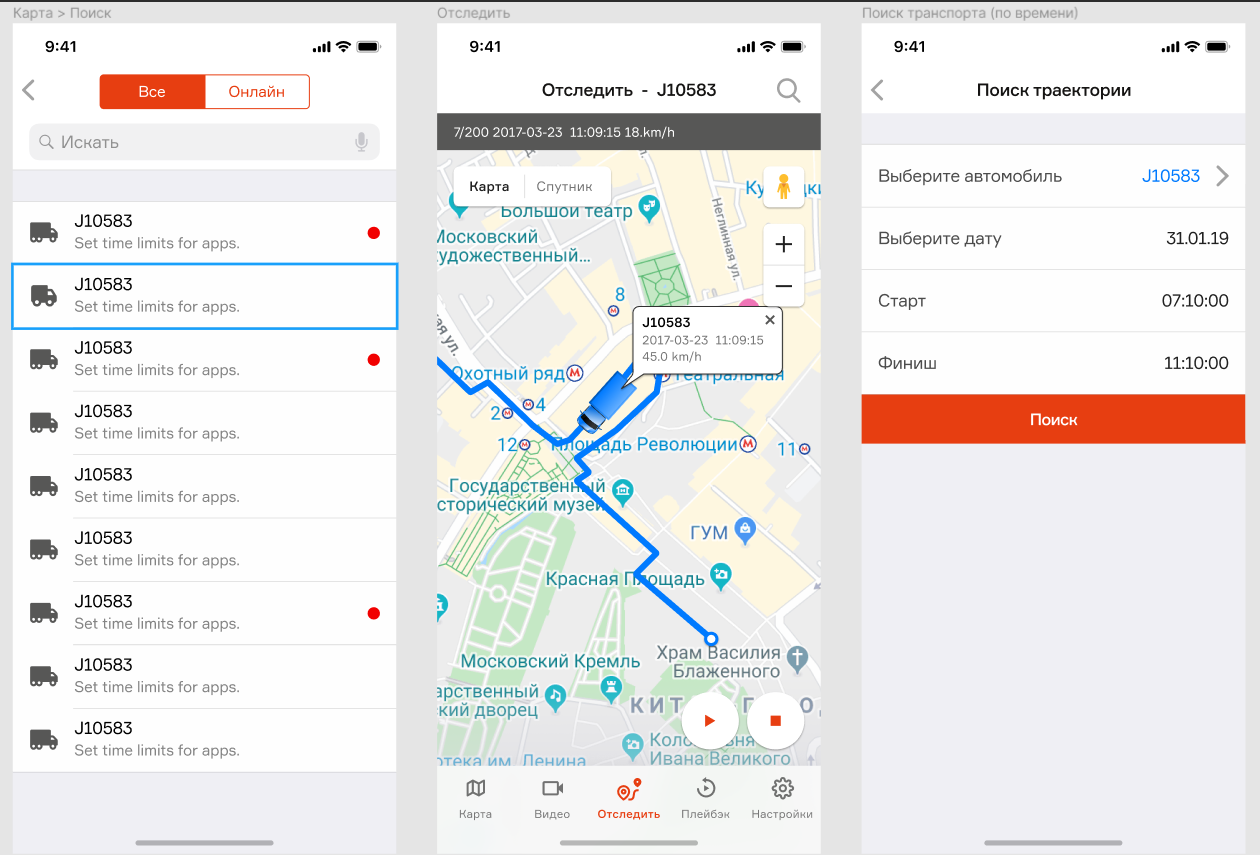 Карта > Поиск
9:41
Все
Онлайн
Искать
J10583
Set time limits for apps.
J10583
Set time limits for apps.
J10583
Set time limits for apps.
J10583
Set time limits for apps.
J10583
Set time limits for apps.
J10583
Set time limits for apps.
J10583
Set time limits for apps.
J10583
Set time limits for apps.
J10583
Set time limits for apps.
Отследить
9:41
Отследить - J10583
7/200 2017-03-23 11:09:15 18.km/h
Карта
Спутник
Большой театр
Московский
Неглинная ул.
8
J10583
2017-03-23 11:09:15
45.0 km/h
Охотный ряд
Театральная
2
4
12
Площадь Революции
11
Государственный
исторический музей
ГУМ
Красная Площадь
Храм Василия
Блаженного
Московский Кремль
Ивана Великого
Ленина
Карта
Видео
Отследить
Плейбэк
Настройки
Поиск транспорта (по времени)
9:41
Поиск траектории
Выберите автомобиль
J10583
Выберите дату
31.01.19
Старт
07:10:00
Финиш
11:10:00
Поиск